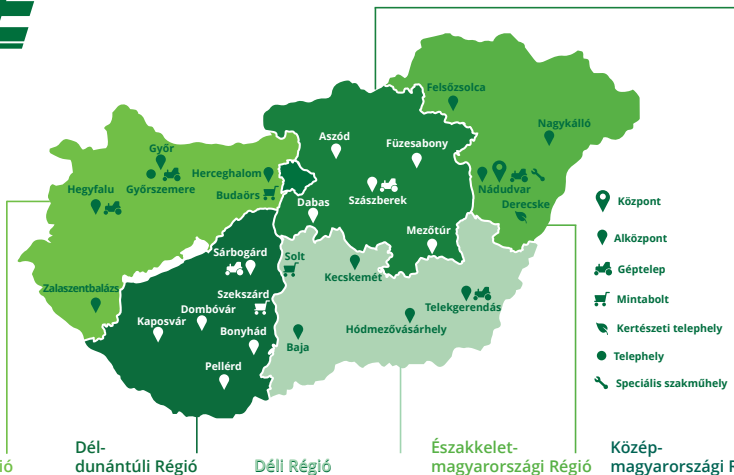 Felsőzsolca
Nagykálló
Aszód
Füzesabony
Győr
Herceghalom
Hegyfalu
Győrszemere
Budaörs
Nádudvar
Derecske
Dabas
Szászberek
Mezőtúr
Sárbogárd
Solt
Kecskemét
Zalaszentbalázs
Szekszárd
Dombóvár
Kaposvár
Bonyhád
Telekgerendás
Hódmezővásárhely
Baja
Pellérd
Központ
Alközpont
Géptelep
Mintabolt
Kertészeti telephely
Telephely
Speciális szakműhely
ió
Dél-
dunántúli Régió
Déli Régió
Északkelet-
magyarországi Régió
Közép-
magyarországi R